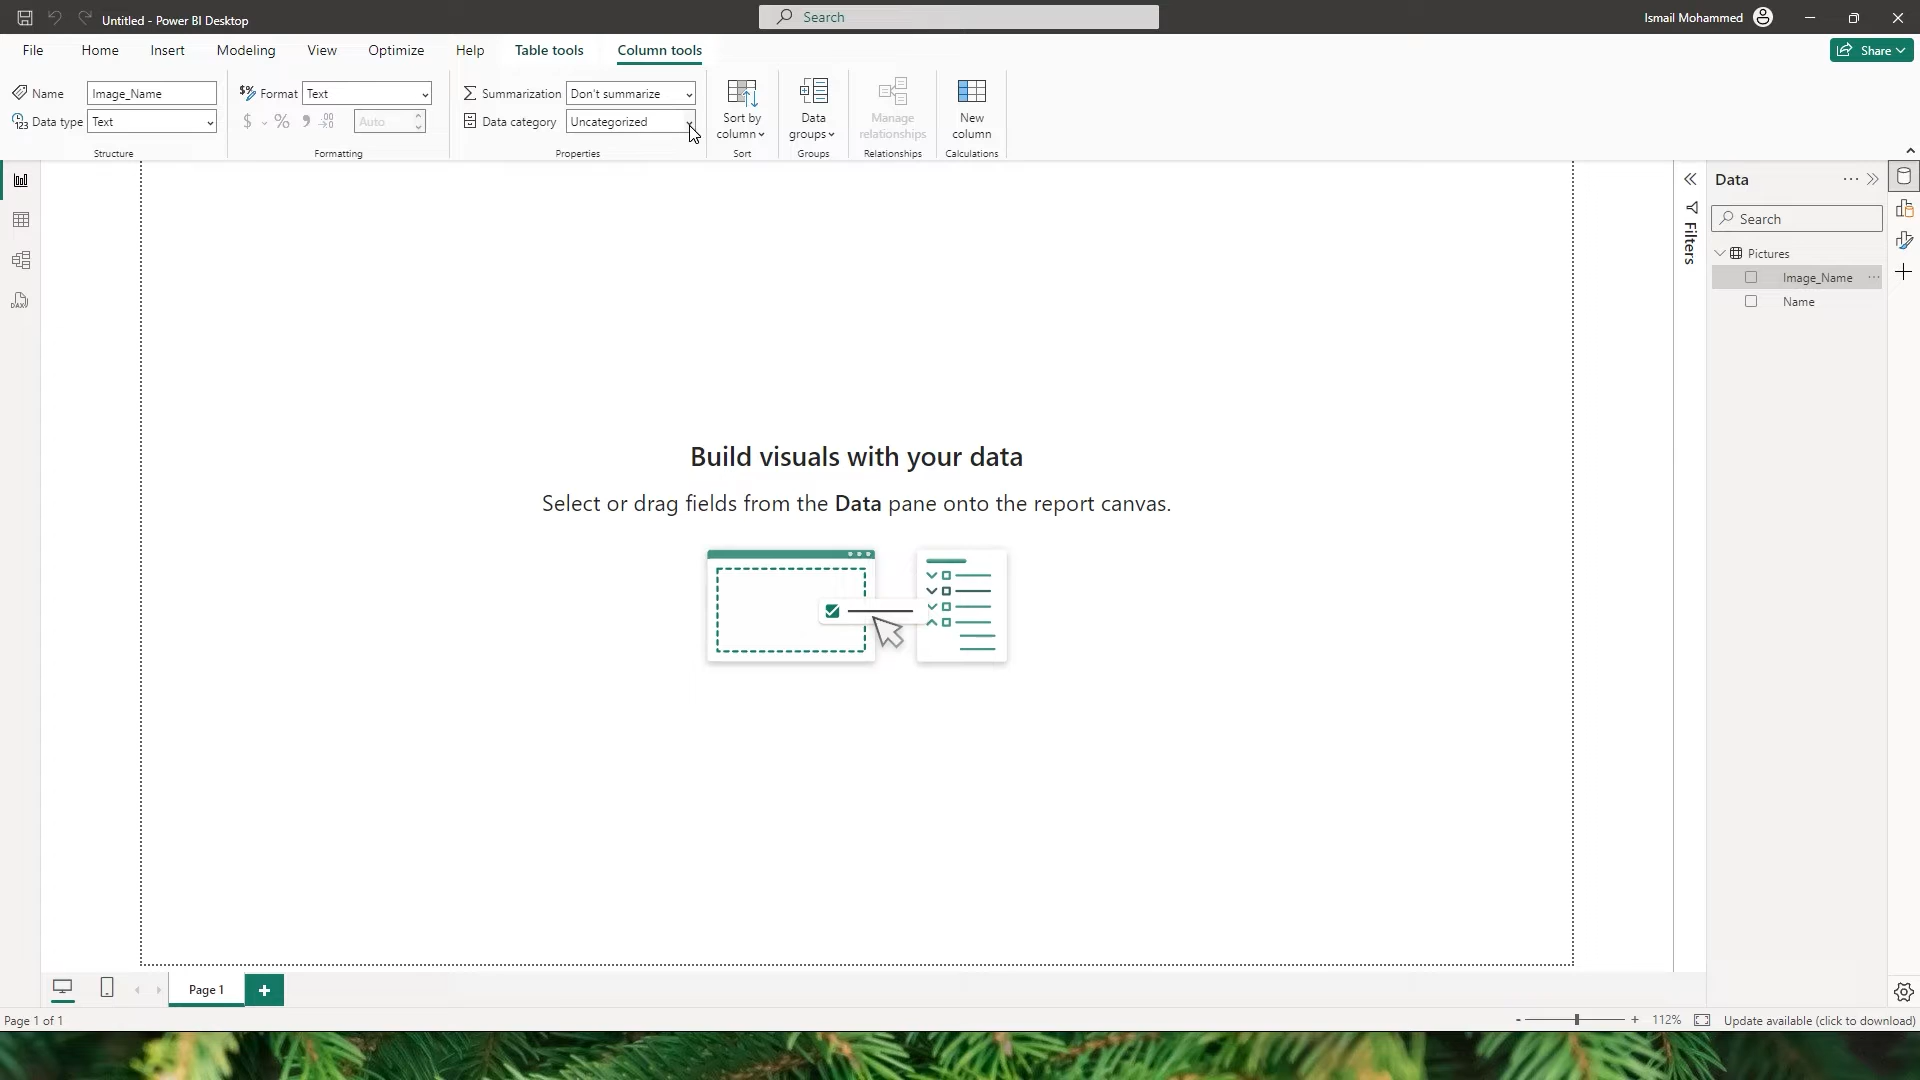 Untitled - Power BI Desktop
Search
Ismail Mohammed
File Home Insert Modeling View Optimize Help Table tools Column tools
Share
Name Image_Name
Data type Text
Structure
Format Text
$ % 9 .00 Auto
Formatting
Summarization Don't summarize
Data category Uncategorized
Properties
Sort by
column
Sort
Data
groups
Groups
Manage
relationships
Relationships
New
column
Calculations
Filters
Data
Search
Pictures
Image_Name
Name
DAX
Build visuals with your data
Select or drag fields from the Data pane onto the report canvas.
Page 1
Page 1 of 1
- + 112%
Update available (click to download)